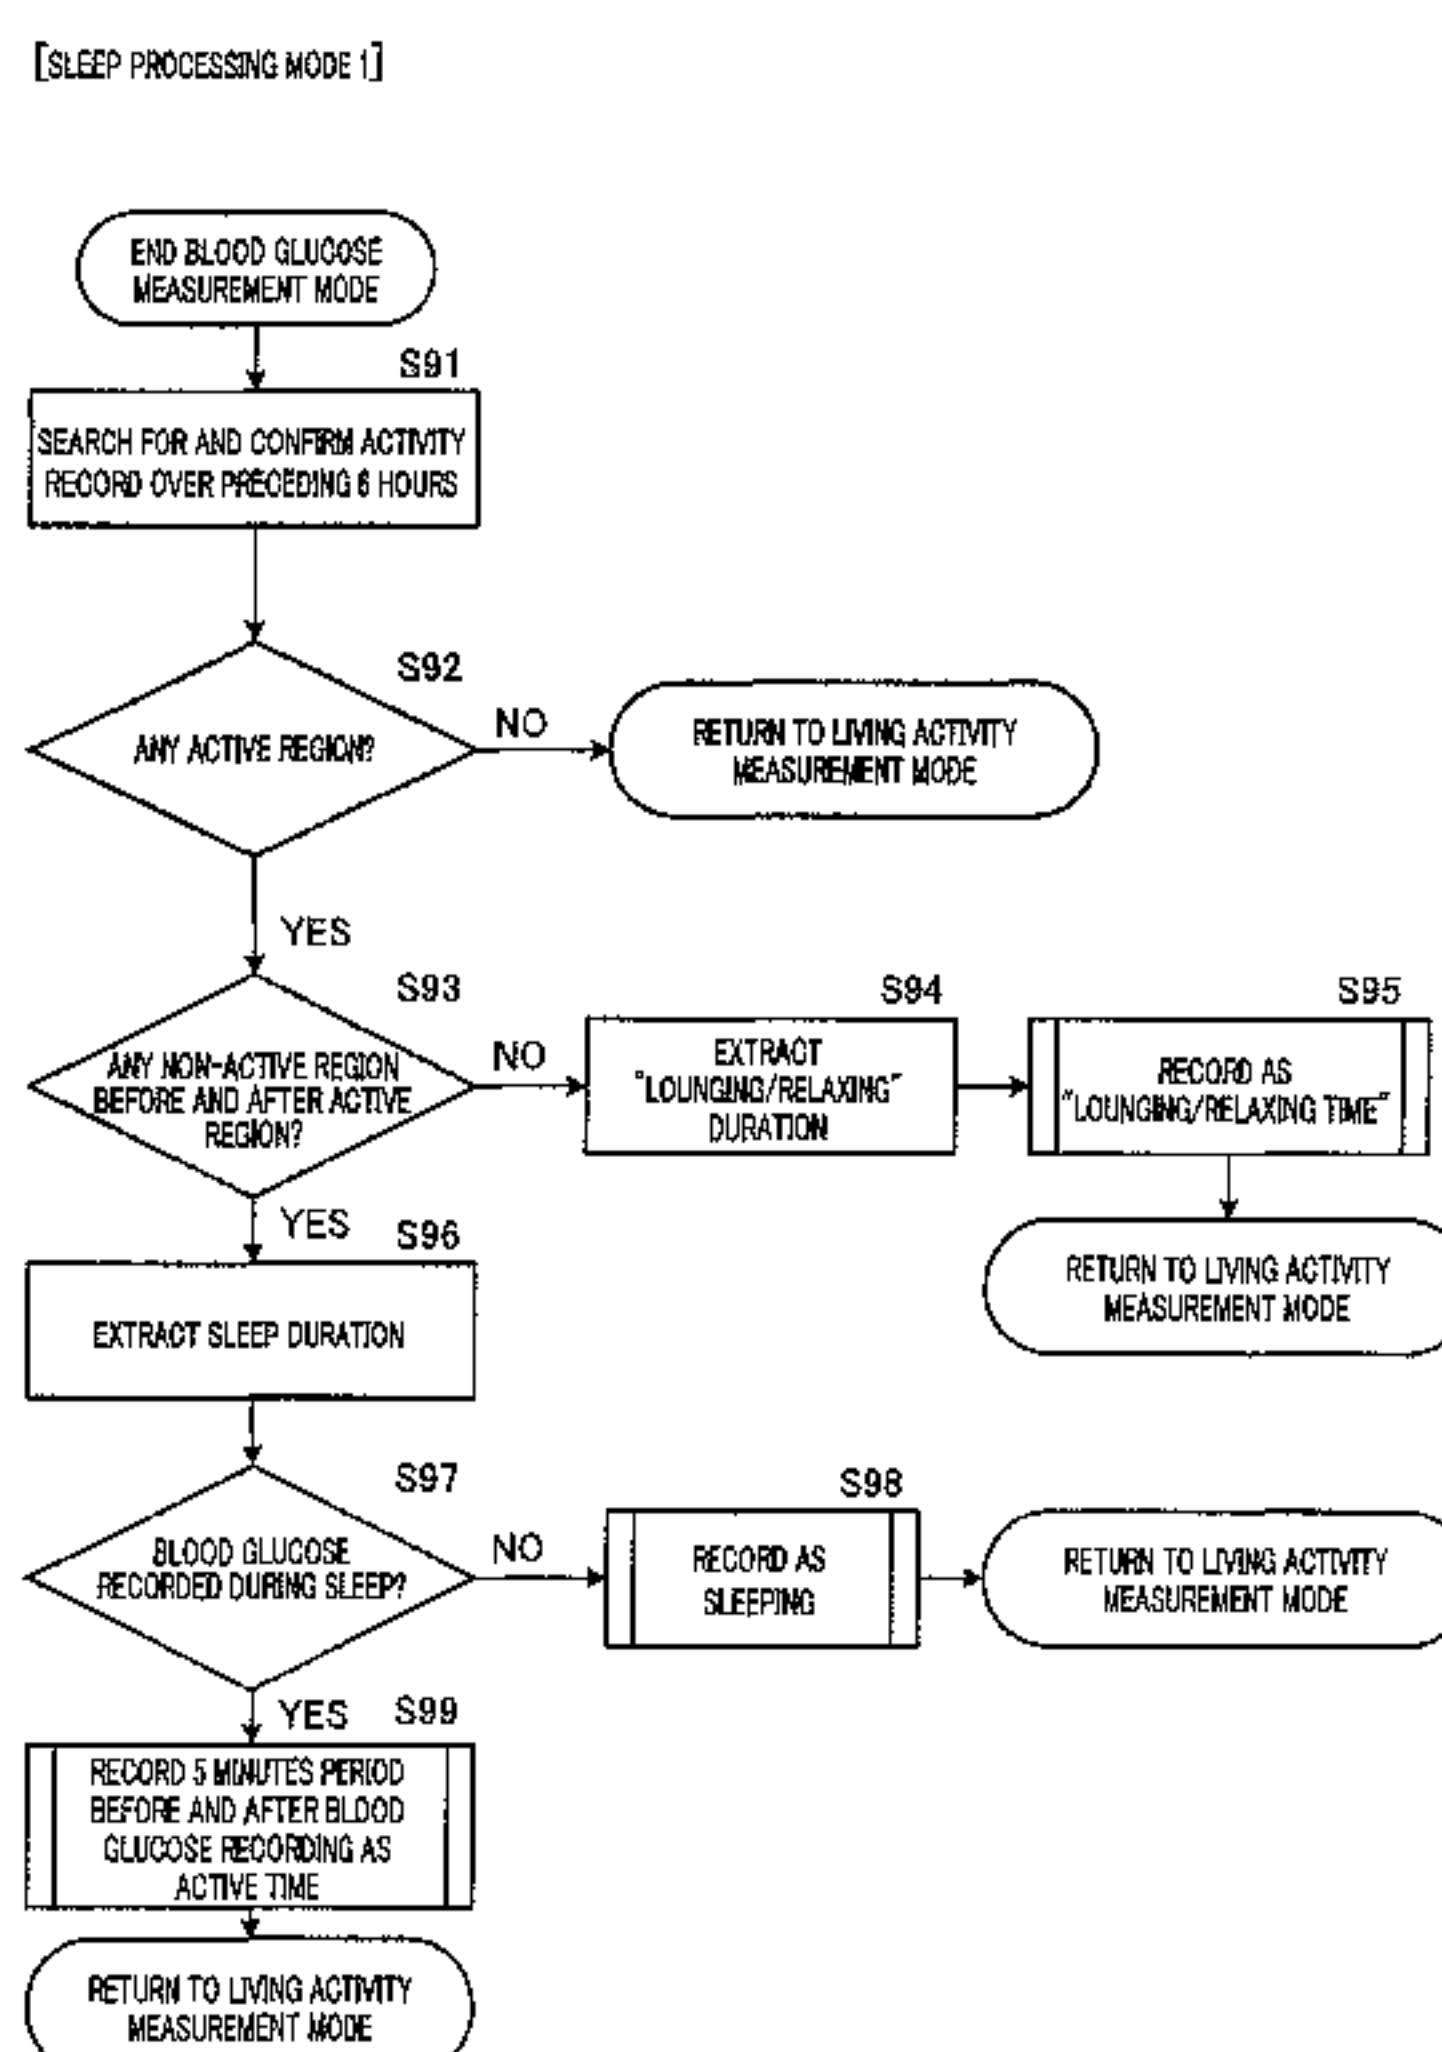 [SLEEP PROCESSING MODE 1]
END BLOOD GLUCOSE
MEASUREMENT MODE
S91
SEARCH FOR AND CONFIRM ACTIVITY
RECORD OVER PRECEDING 6 HOURS
S92
ANY ACTIVE REGION?
NO
RETURN TO LIVING ACTIVITY
MEASUREMENT MODE
YES
S93
ANY NON-ACTIVE REGION
BEFORE AND AFTER ACTIVE
REGION?
NO
S94
EXTRACT
"LOUNGING/RELAXING"
DURATION
S95
RECORD AS
"LOUNGING/RELAXING TIME"
RETURN TO LIVING ACTIVITY
MEASUREMENT MODE
YES
S96
EXTRACT SLEEP DURATION
S97
BLOOD GLUCOSE
RECORDED DURING SLEEP?
NO
S98
RECORD AS
SLEEPING
RETURN TO LIVING ACTIVITY
MEASUREMENT MODE
YES
S99
RECORD 5 MINUTES PERIOD
BEFORE AND AFTER BLOOD
GLUCOSE RECORDING AS
ACTIVE TIME
RETURN TO LIVING ACTIVITY
MEASUREMENT MODE